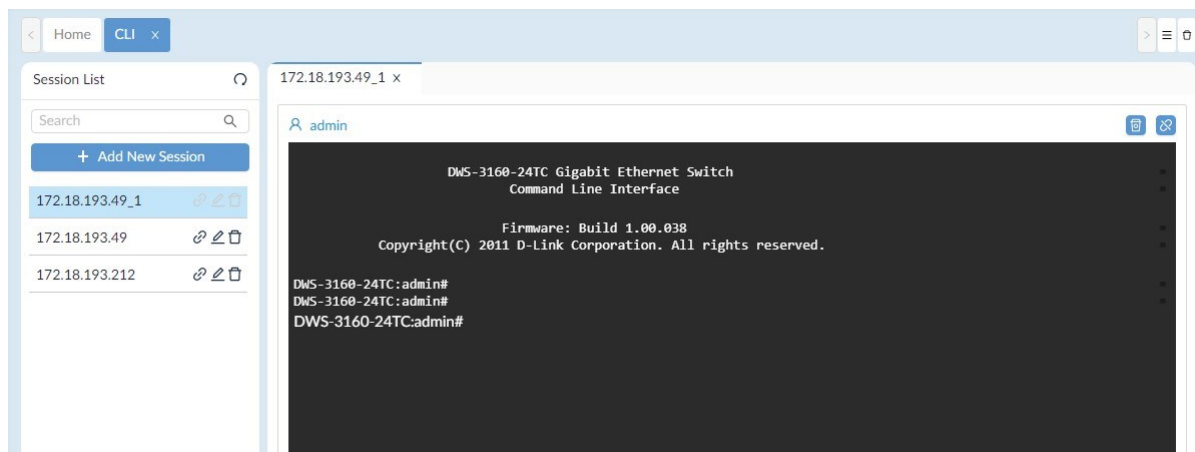 Home
CLI x
Session List
172.18.193.49_1 x
Search
+ Add New Session
172.18.193.49_1
172.18.193.49
172.18.193.212
admin
DWS-3160-24TC Gigabit Ethernet Switch
Command Line Interface
Firmware: Build 1.00.038
Copyright(C) 2011 D-Link Corporation. All rights reserved.
DWS-3160-24TC:admin#
DWS-3160-24TC:admin#
DWS-3160-24TC:admin#